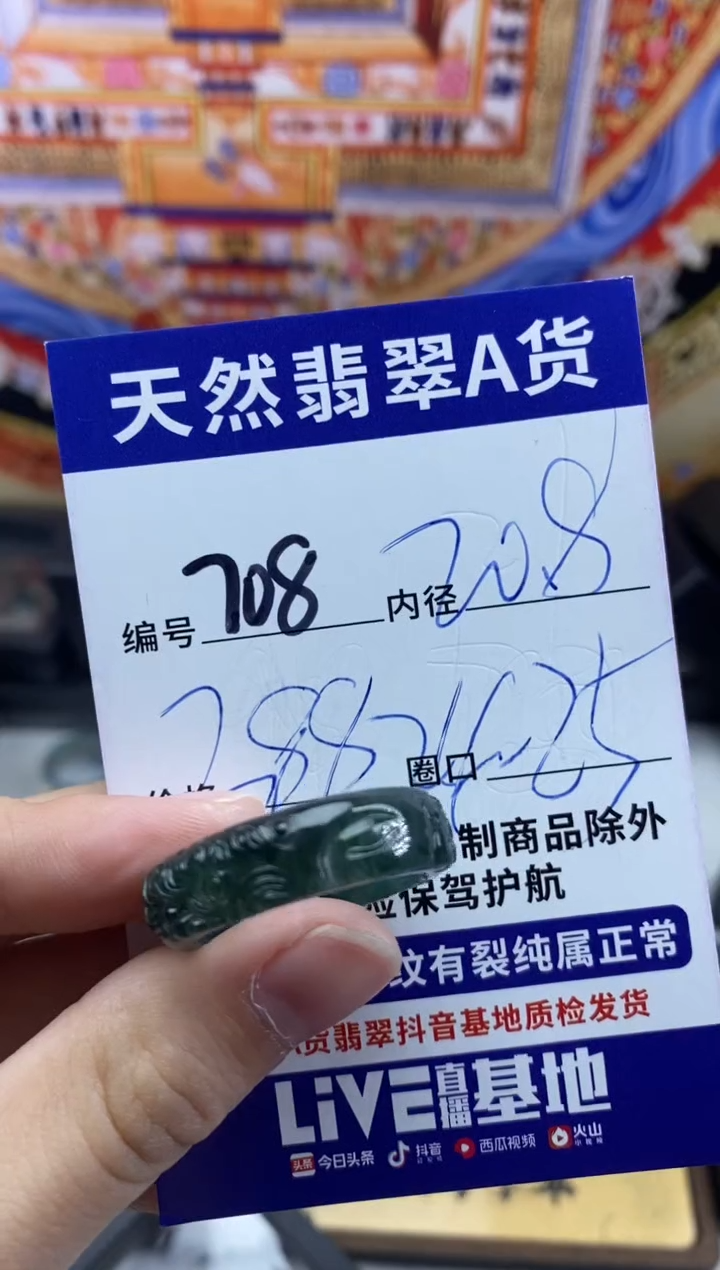 天然翡翠A货
编号 708 内径 20.8
圈口
制商品除外
保驾护航
纹有裂纯属正常
货翡翠抖音基地质检发货
LiVE直播基地
头条 今日头条 抖音 西瓜视频 火山